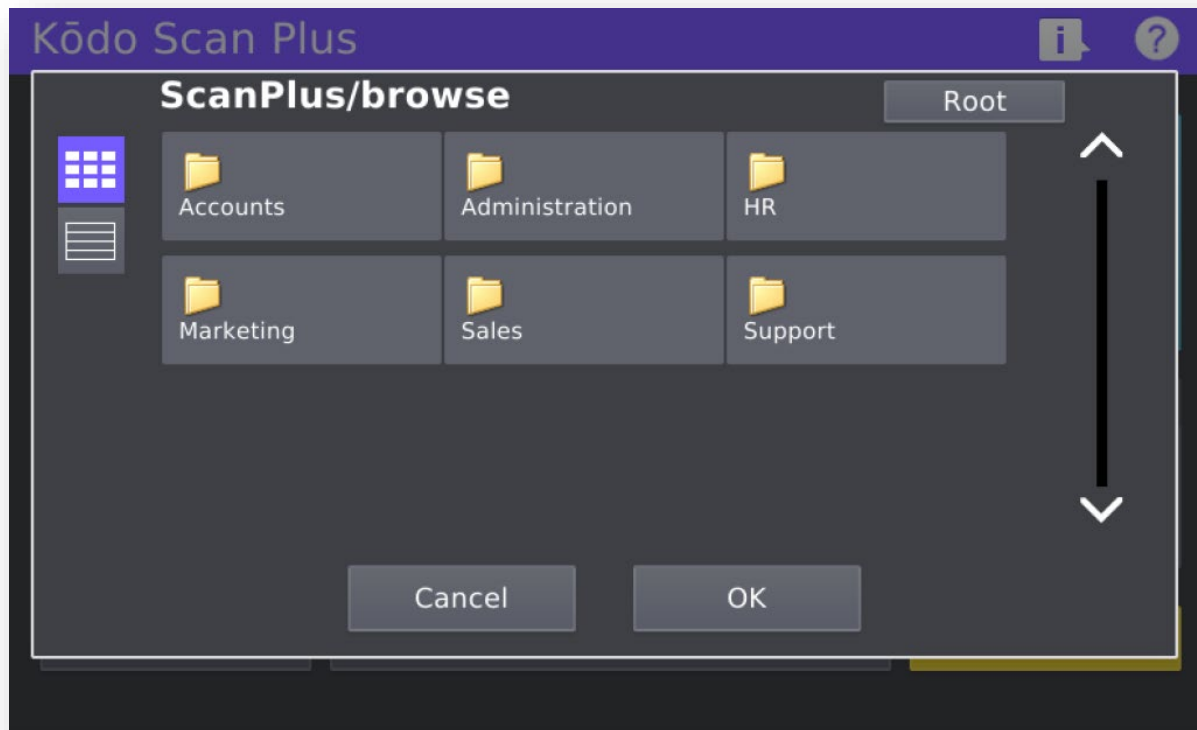 Kōdo Scan Plus
ScanPlus/browse
Root
Accounts
Administration
HR
Marketing
Sales
Support
Cancel
OK